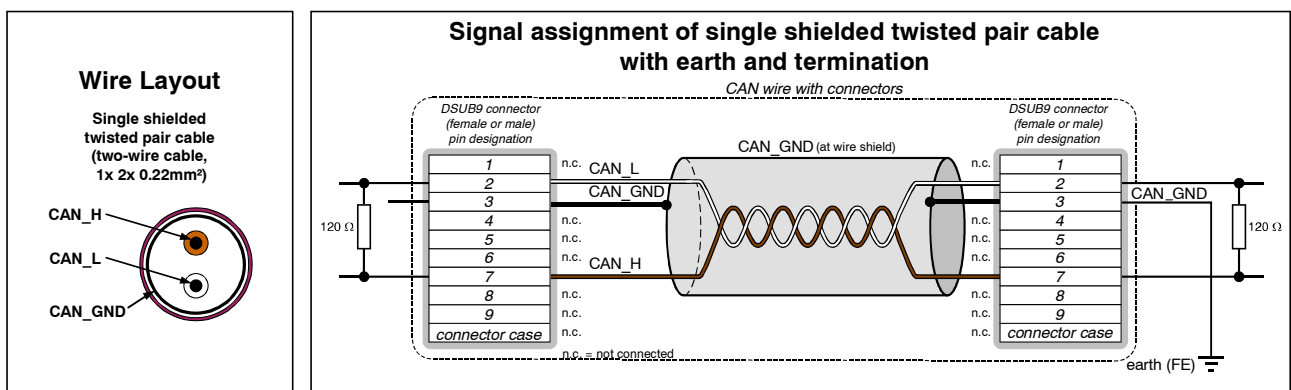 Wire Layout
Single shielded
twisted pair cable
(two-wire cable,
1x 2x 0.22mm²)
CAN_H
CAN_L
CAN_GND
Signal assignment of single shielded twisted pair cable
with earth and termination
CAN wire with connectors
DSUB9 connector
(female or male)
pin designation
1
2
3
4
5
6
7
8
9
connector case
120 Ω
n.c.
CAN_L
CAN_GND
n.c.
n.c.
n.c.
CAN_H
n.c.
n.c.
n.c.
n.c. = not connected
CAN_GND (at wire shield)
DSUB9 connector
(female or male)
pin designation
n.c.
n.c.
n.c.
n.c.
n.c.
n.c.
n.c.
1
2
3
4
5
6
7
8
9
connector case
CAN_GND
120 Ω
earth (FE)